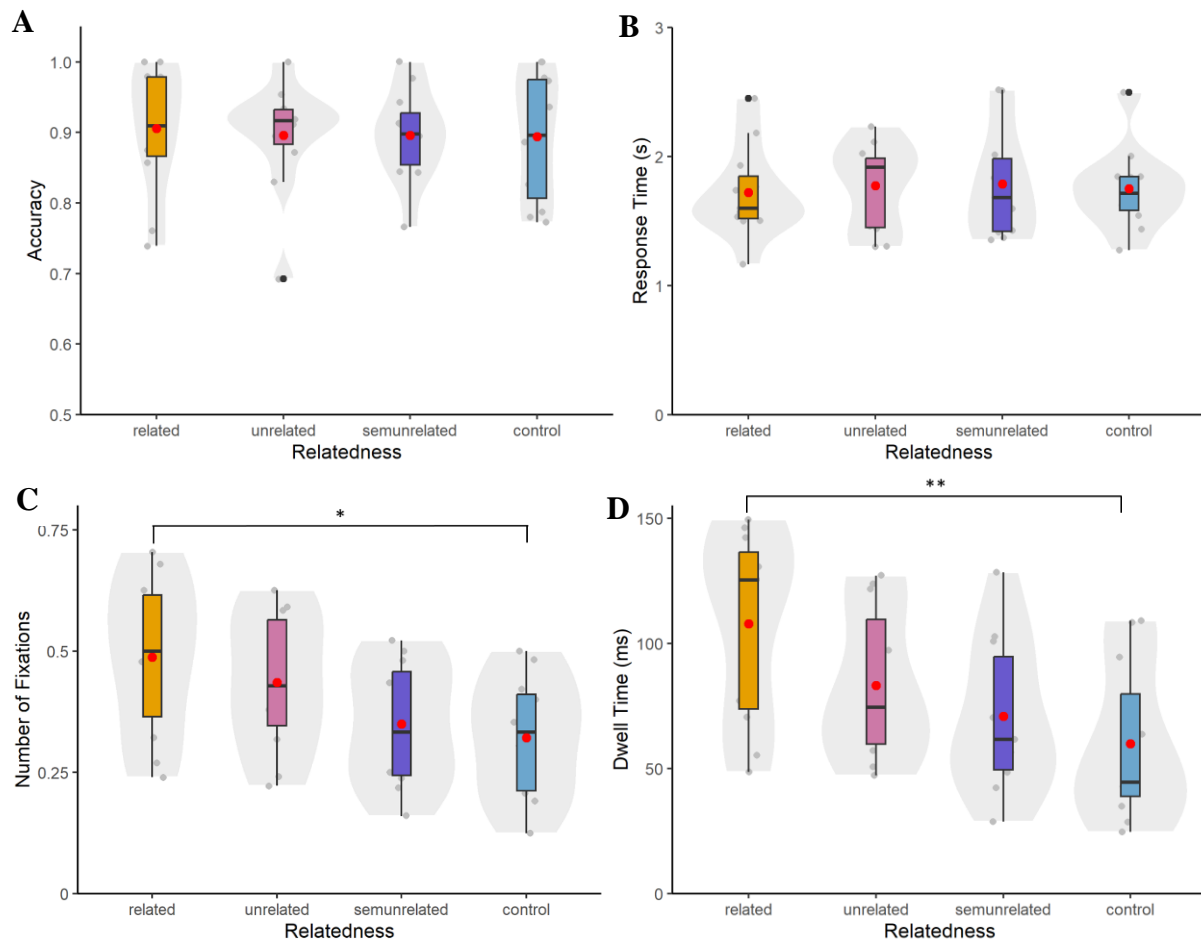 A
Accuracy
1.0
0.9
0.8
0.7
0.6
0.5
related unrelated semunrelated control
Relatedness
B
Response Time (s)
3
2
1
0
related unrelated semunrelated control
Relatedness
C
Number of Fixations
0.75
0.5
0.25
0
*
related unrelated semunrelated control
Relatedness
D
Dwell Time (ms)
150
100
50
0
**
related unrelated semunrelated control
Relatedness